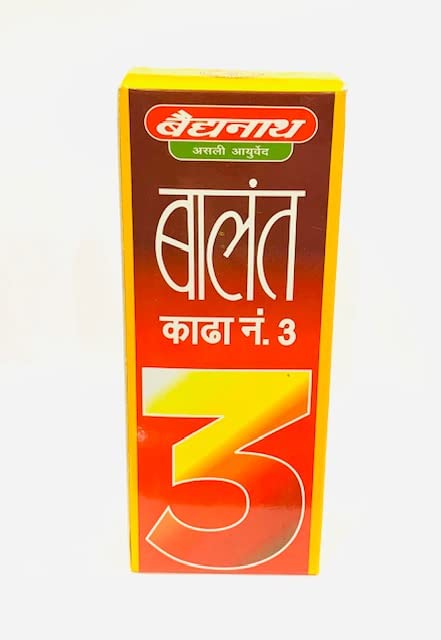 बैद्यनाथ
असली आयुर्वेद
बालंत
काढा नं. 3
3